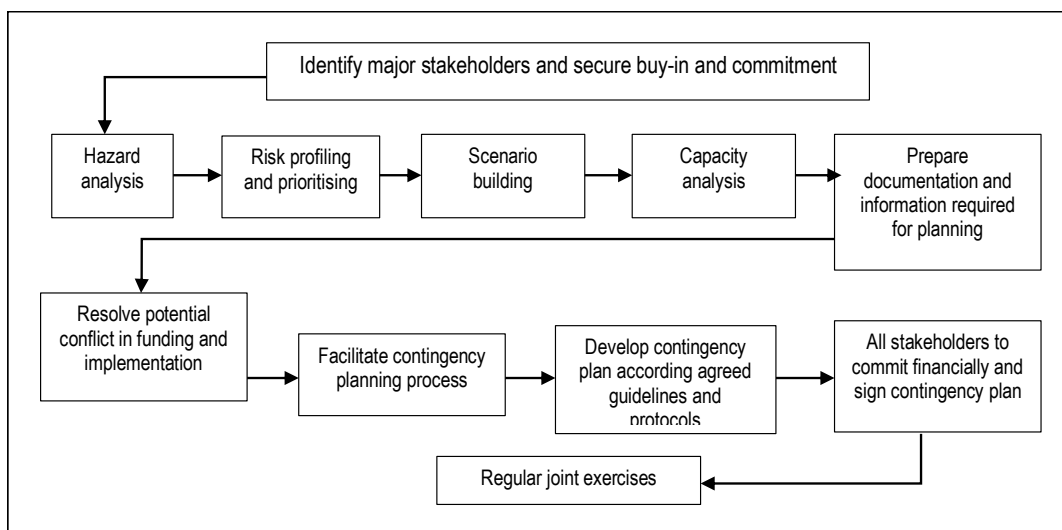 Identify major stakeholders and secure buy-in and commitment
Hazard
analysis
Risk profiling
and prioritising
Scenario
building
Capacity
analysis
Prepare
documentation and
information required
for planning
Resolve potential
conflict in funding and
implementation
Facilitate contingency
planning process
Develop contingency
plan according agreed
guidelines and
protocols
All stakeholders to
commit financially and
sign contingency plan
Regular joint exercises